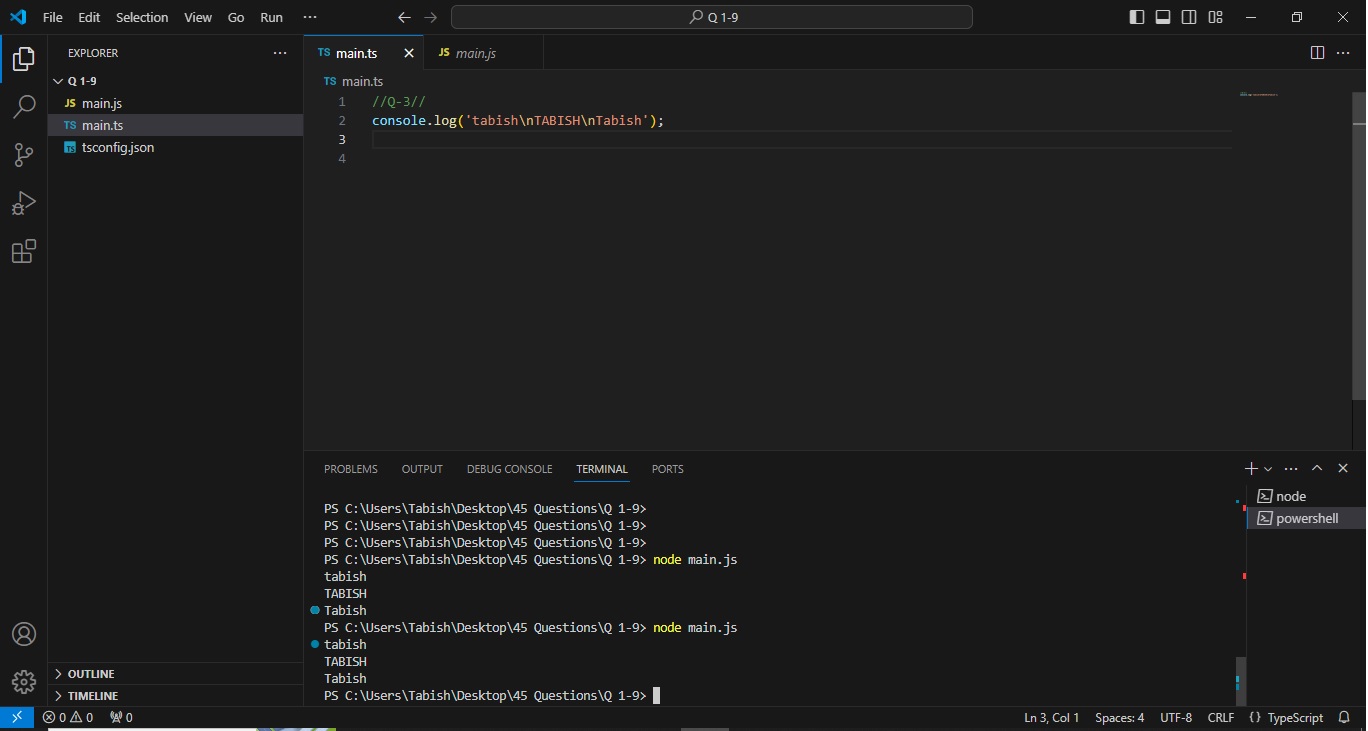 File Edit Selection View Go Run ···
Q 1-9
EXPLORER
Q 1-9
JS main.js
TS main.ts
TS tsconfig.json
OUTLINE
TIMELINE
TS main.ts
JS main.js
TS main.ts
1 //Q-3//
2 console.log('tabish\nTABISH\nTabish');
3
4
PROBLEMS OUTPUT DEBUG CONSOLE TERMINAL PORTS
PS C:\Users\Tabish\Desktop\45 Questions\Q 1-9>
PS C:\Users\Tabish\Desktop\45 Questions\Q 1-9>
PS C:\Users\Tabish\Desktop\45 Questions\Q 1-9>
PS C:\Users\Tabish\Desktop\45 Questions\Q 1-9> node main.js
tabish
TABISH
Tabish
PS C:\Users\Tabish\Desktop\45 Questions\Q 1-9> node main.js
tabish
TABISH
Tabish
PS C:\Users\Tabish\Desktop\45 Questions\Q 1-9>
node
powershell
0 0 0
Ln 3, Col 1 Spaces: 4 UTF-8 CRLF {} TypeScript